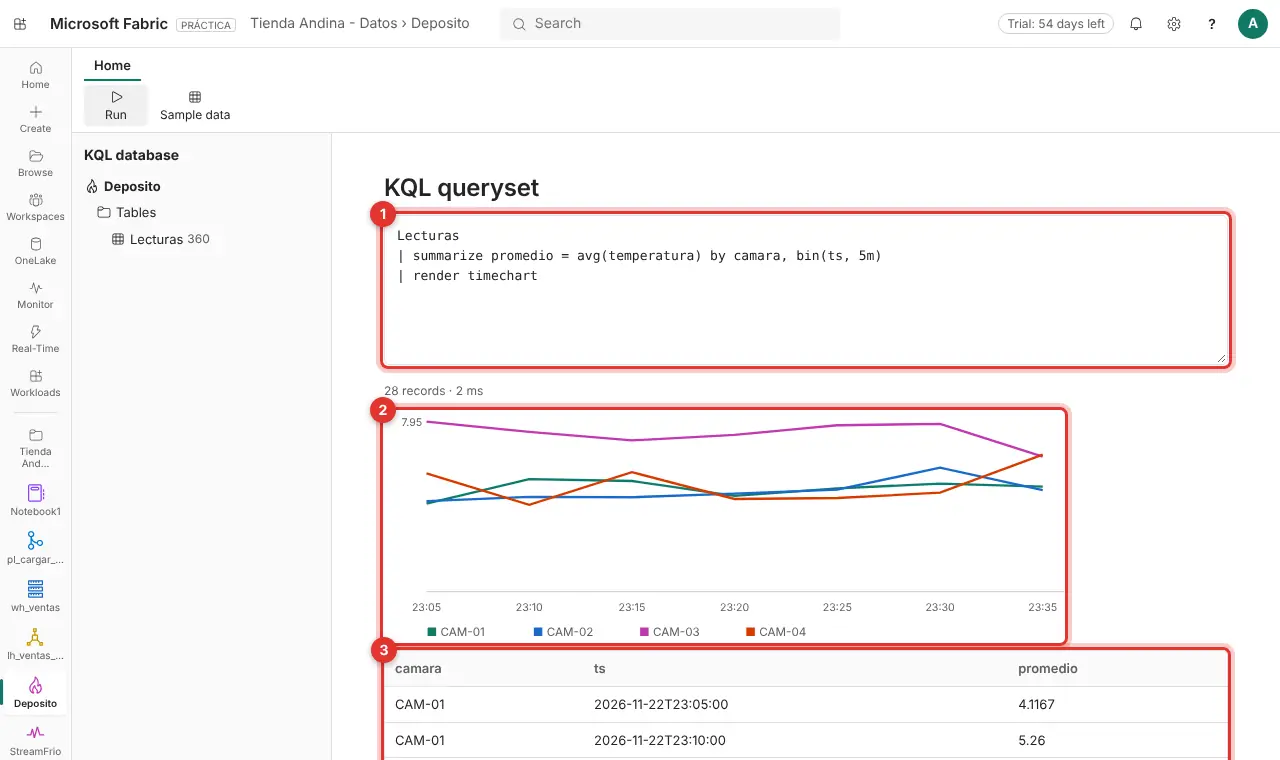 Microsoft Fabric PRÁCTICA Tienda Andina - Datos › Deposito Search Trial: 54 days left ? A
Home
Create
Browse
Workspaces
OneLake
Monitor
Real-Time
Workloads
Tienda
And...
Notebook1
pl_cargar_...
wh_ventas
lh_ventas_...
Deposito
StreamFrio
Home
Run Sample data
KQL database
Deposito
Tables
Lecturas 360
KQL queryset
1
Lecturas
| summarize promedio = avg(temperatura) by camara, bin(ts, 5m)
| render timechart
28 records · 2 ms
2
7.95
23:05 23:10 23:15 23:20 23:25 23:30 23:35
CAM-01 CAM-02 CAM-03 CAM-04
3
camara ts promedio
CAM-01 2026-11-22T23:05:00 4.1167
CAM-01 2026-11-22T23:10:00 5.26